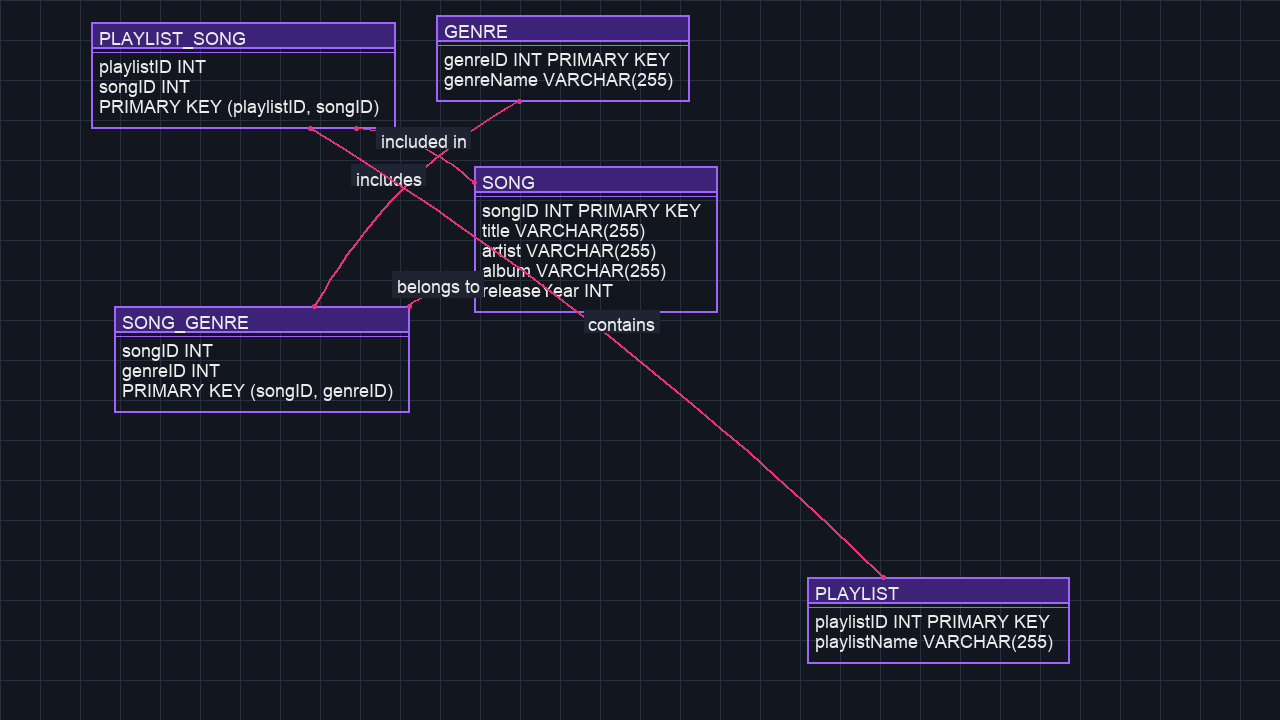 PLAYLIST_SONG
playlistID INT
songID INT
PRIMARY KEY (playlistID, songID)
GENRE
genreID INT PRIMARY KEY
genreName VARCHAR(255)
included in
includes
SONG
songID INT PRIMARY KEY
title VARCHAR(255)
artist VARCHAR(255)
album VARCHAR(255)
releaseYear INT
belongs to
contains
SONG_GENRE
songID INT
genreID INT
PRIMARY KEY (songID, genreID)
PLAYLIST
playlistID INT PRIMARY KEY
playlistName VARCHAR(255)